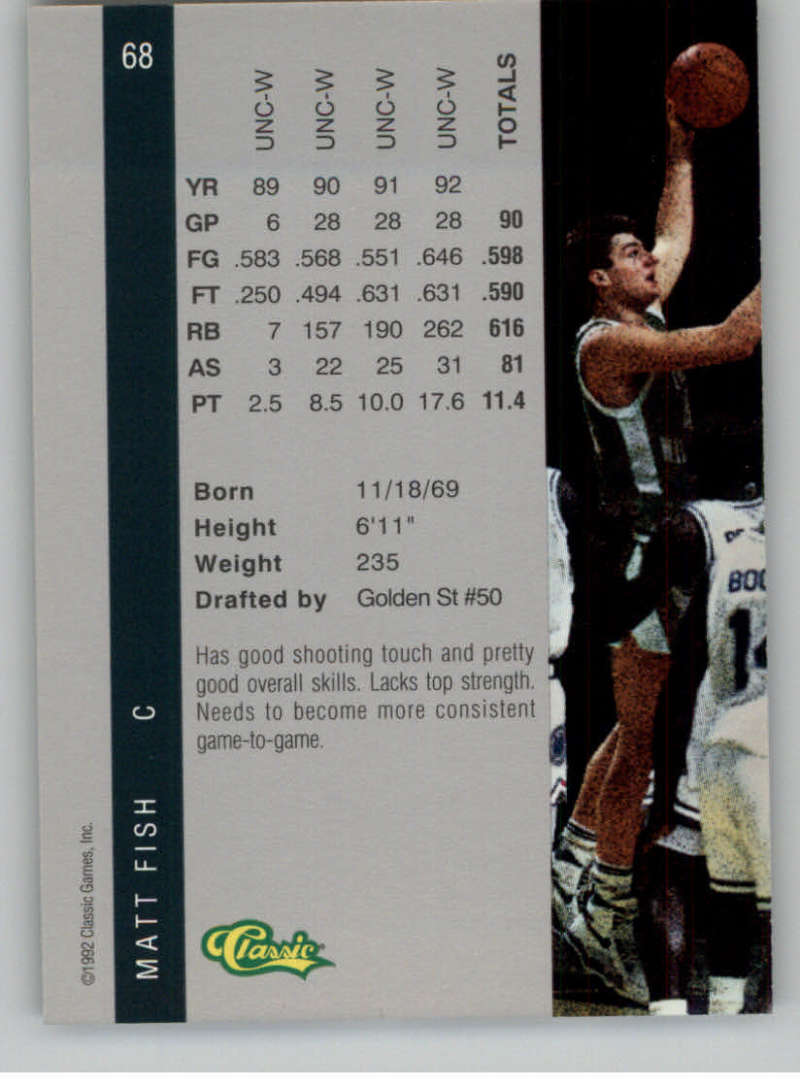 68
UNC-W UNC-W UNC-W UNC-W TOTALS
YR 89 90 91 92
GP 6 28 28 28 90
FG .583 .568 .551 .646 .598
FT .250 .494 .631 .631 .590
RB 7 157 190 262 616
AS 3 22 25 31 81
PT 2.5 8.5 10.0 17.6 11.4
Born 11/18/69
Height 6'11"
Weight 235
Drafted by Golden St #50
Has good shooting touch and pretty
good overall skills. Lacks top strength.
Needs to become more consistent
game-to-game.
MATT FISH C
©1992 Classic Games, Inc.
Classic